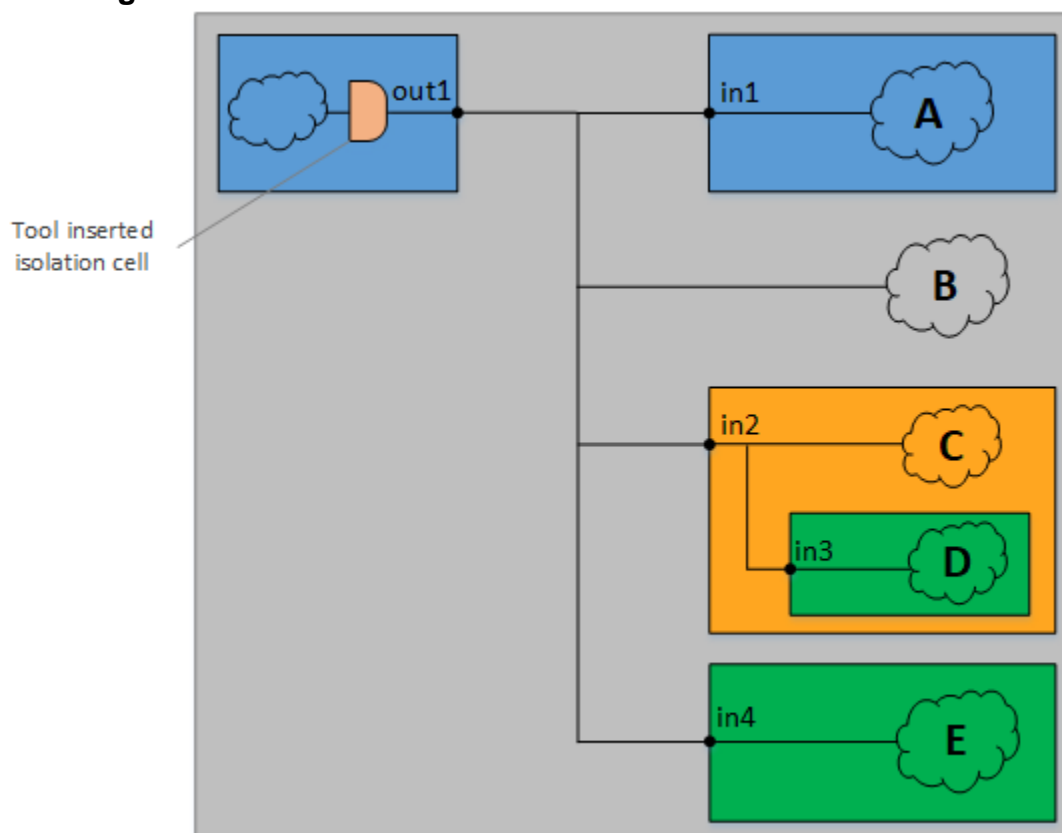 out1
in1
A
Tool inserted
isolation cell
B
in2
C
in3
D
in4
E